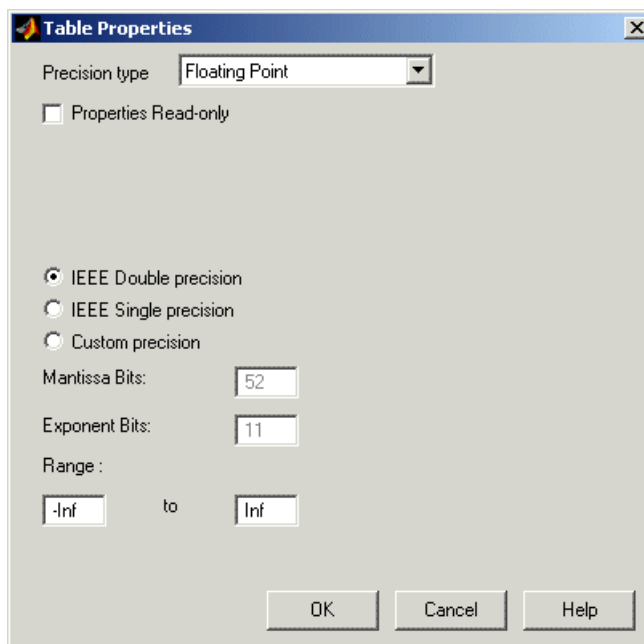 Table Properties
Precision type Floating Point
Properties Read-only
IEEE Double precision
IEEE Single precision
Custom precision
Mantissa Bits: 52
Exponent Bits: 11
Range :
-Inf to Inf
OK Cancel Help